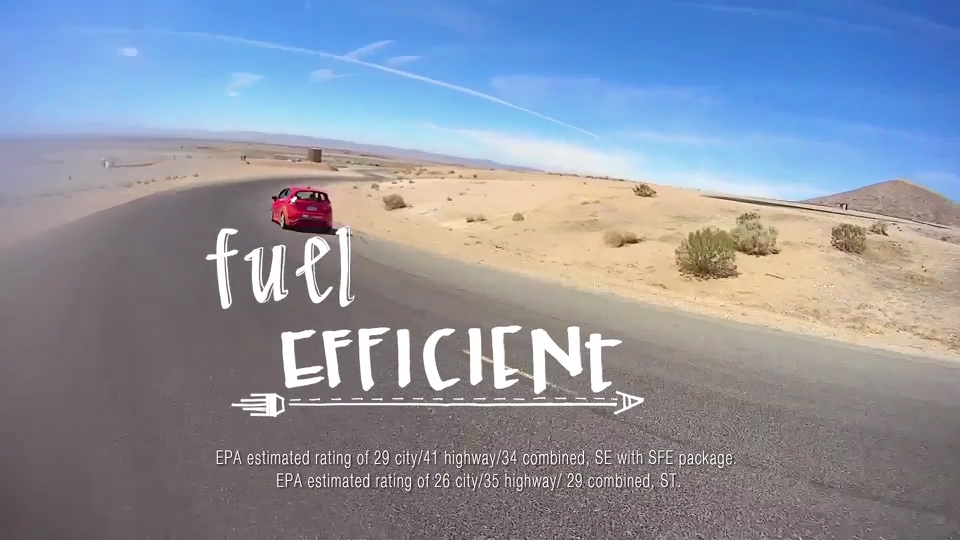 fuel
EFFICIENT
EPA estimated rating of 29 city/41 highway/34 combined, SE with SFE package.
EPA estimated rating of 26 city/35 highway/ 29 combined, ST.